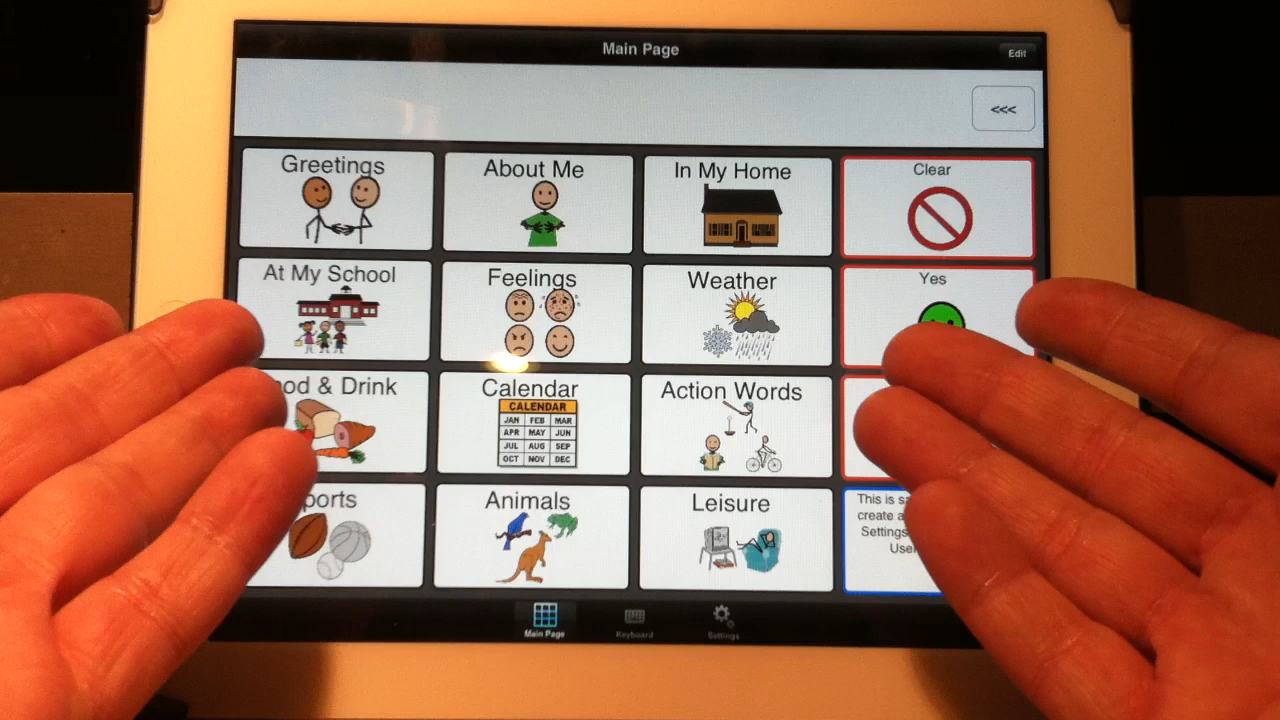 Main Page
Edit
<<<
Greetings
About Me
In My Home
Clear
At My School
Feelings
Weather
Yes
& Drink
Calendar
Action Words
CALENDAR
JAN FEB MAR
APR MAY JUN
JUL AUG SEP
OCT NOV DEC
Animals
Leisure
This is
create
Settings
Main Page
Keyboard
Settings